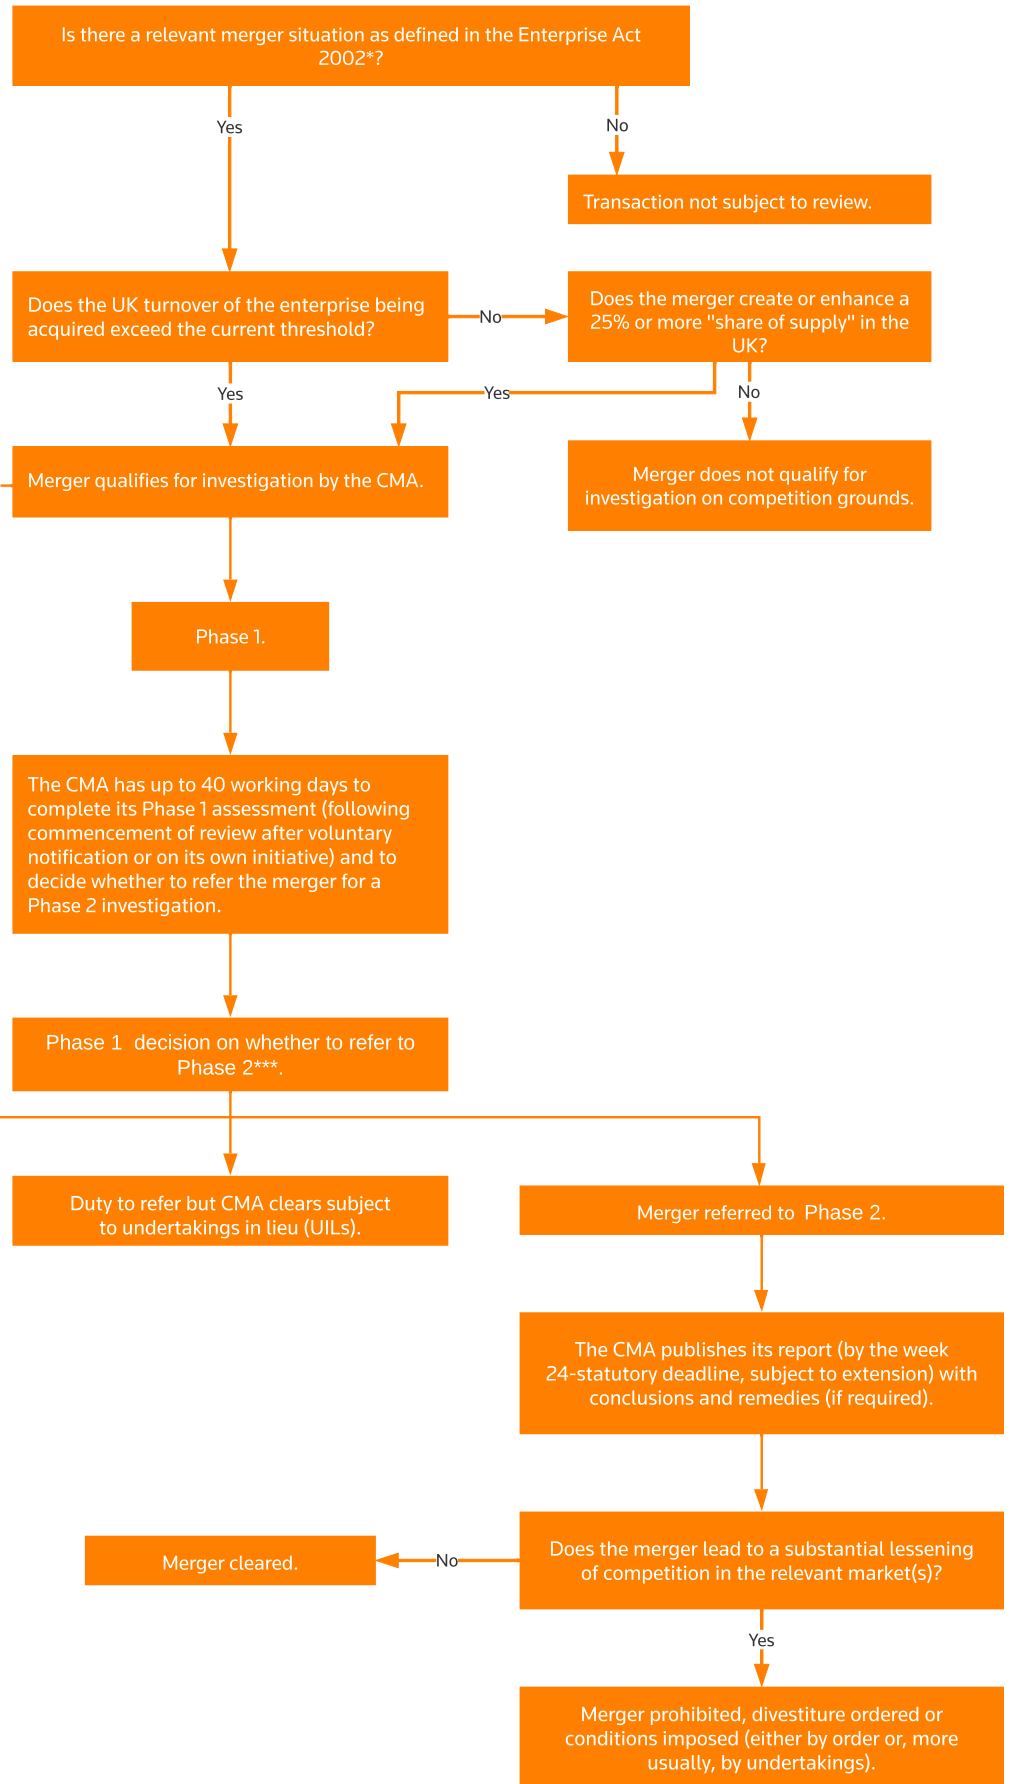 Is there a relevant merger situation as defined in the Enterprise Act
2002*?
Yes
No
Transaction not subject to review.
Does the UK turnover of the enterprise being
acquired exceed the current threshold?
No
Does the merger create or enhance a
25% or more "share of supply" in the
UK?
Yes
Yes
No
Merger qualifies for investigation by the CMA.
Merger does not qualify for
investigation on competition grounds.
Phase 1.
The CMA has up to 40 working days to
complete its Phase 1 assessment (following
commencement of review after voluntary
notification or on its own initiative) and to
decide whether to refer the merger for a
Phase 2 investigation.
Phase 1 decision on whether to refer to
Phase 2***.
Duty to refer but CMA clears subject
to undertakings in lieu (UILs).
Merger referred to Phase 2.
The CMA publishes its report (by the week
24-statutory deadline, subject to extension) with
conclusions and remedies (if required).
Does the merger lead to a substantial lessening
of competition in the relevant market(s)?
No
Merger cleared.
Yes
Merger prohibited, divestiture ordered or
conditions imposed (either by order or, more
usually, by undertakings).